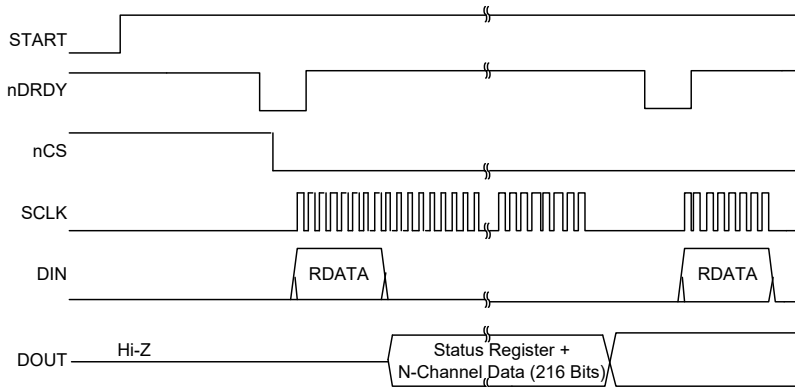 START
nDRDY
nCS
SCLK
DIN
RDATA
RDATA
DOUT
Hi-Z
Status Register +
N-Channel Data (216 Bits)